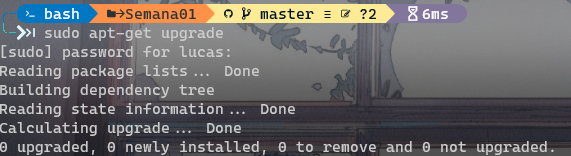 bash Semana01 master ≡ ?2 6ms
sudo apt-get upgrade
[sudo] password for lucas:
Reading package lists... Done
Building dependency tree
Reading state information... Done
Calculating upgrade... Done
0 upgraded, 0 newly installed, 0 to remove and 0 not upgraded.